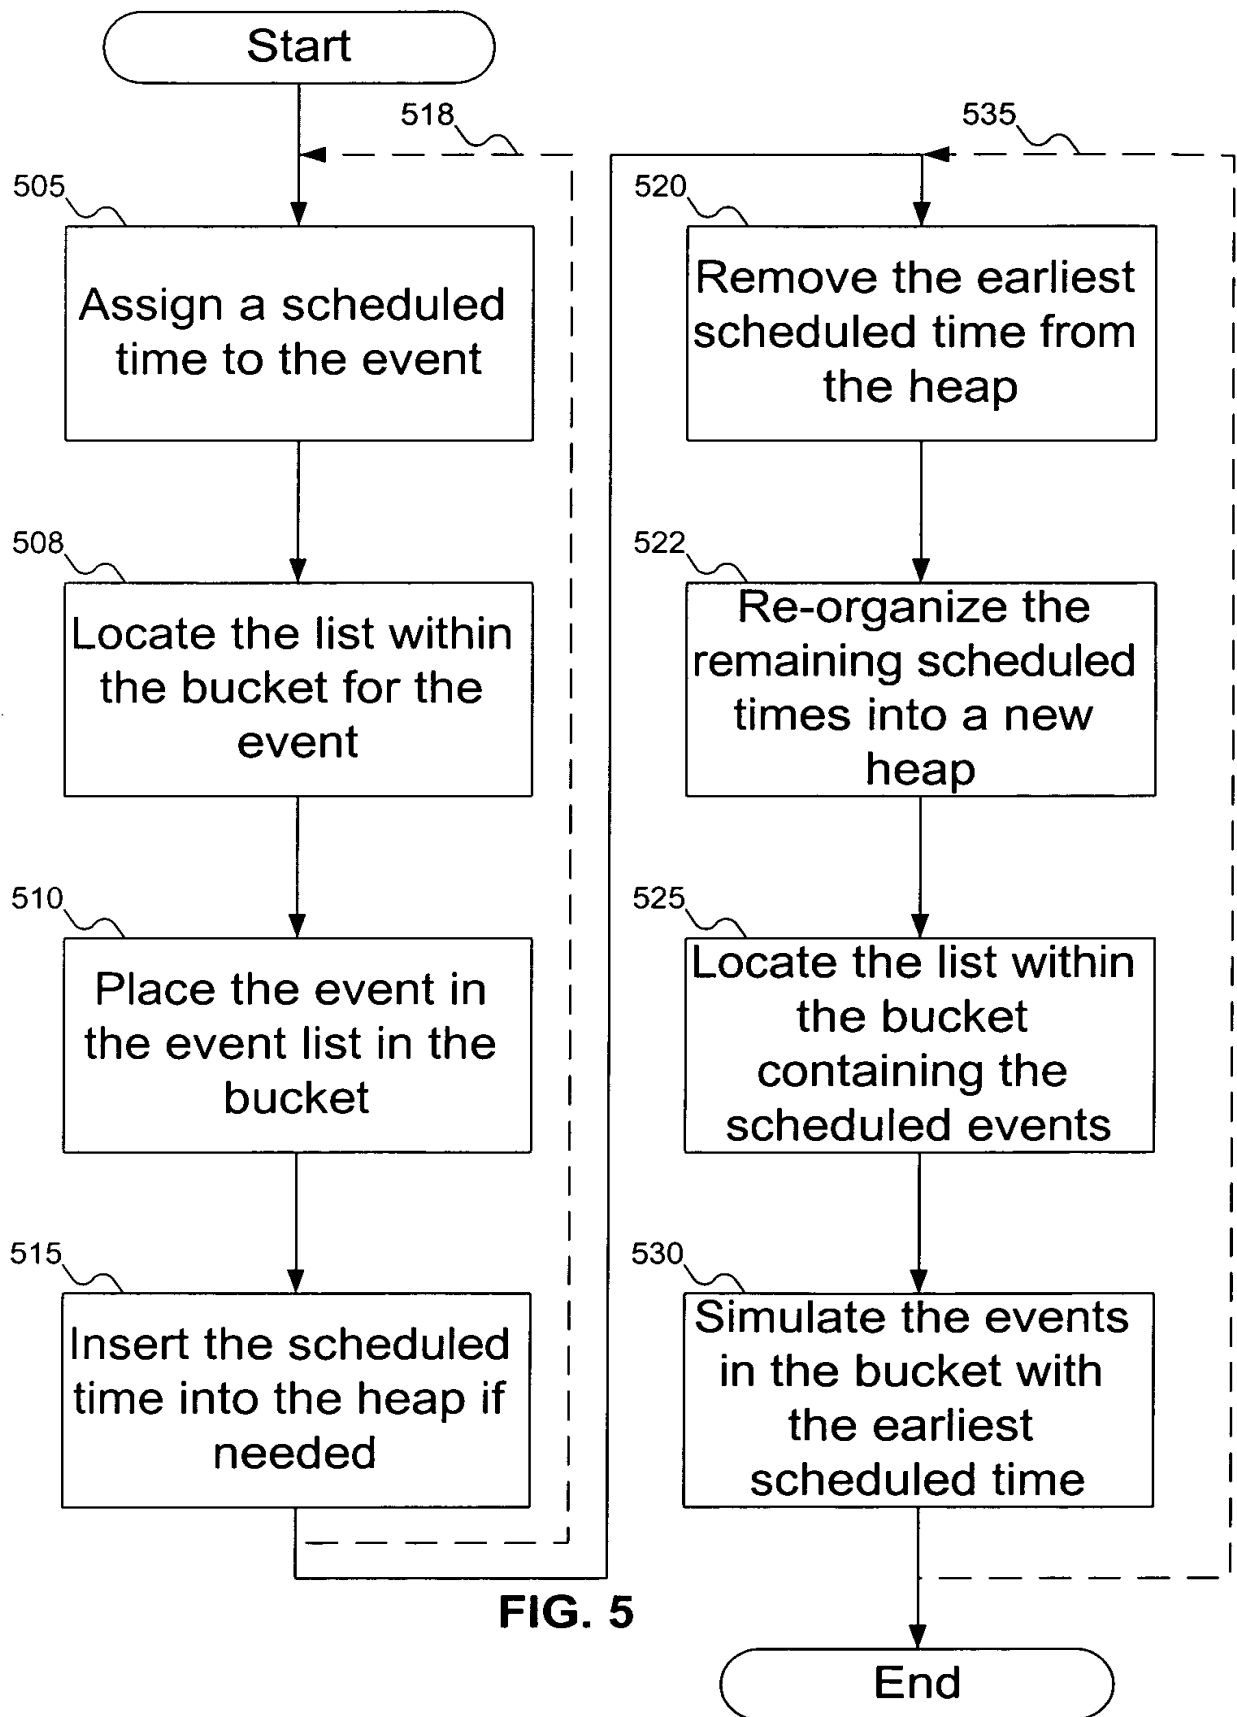 Start
518
505
Assign a scheduled
time to the event
508
Locate the list within
the bucket for the
event
510
Place the event in
the event list in the
bucket
515
Insert the scheduled
time into the heap if
needed
535
520
Remove the earliest
scheduled time from
the heap
522
Re-organize the
remaining scheduled
times into a new
heap
525
Locate the list within
the bucket
containing the
scheduled events
530
Simulate the events
in the bucket with
the earliest
scheduled time
FIG. 5
End